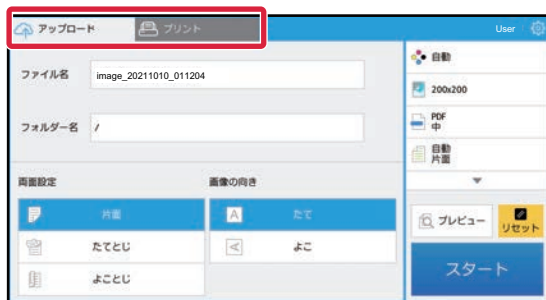 アップロード
プリント
User
ファイル名
image_20211010_011204
フォルダー名
/
両面設定
画像の向き
片面
A
たて
たてとじ
A
よこ
よことじ
自動
200x200
PDF
中
自動
片面
プレビュー
リセット
スタート